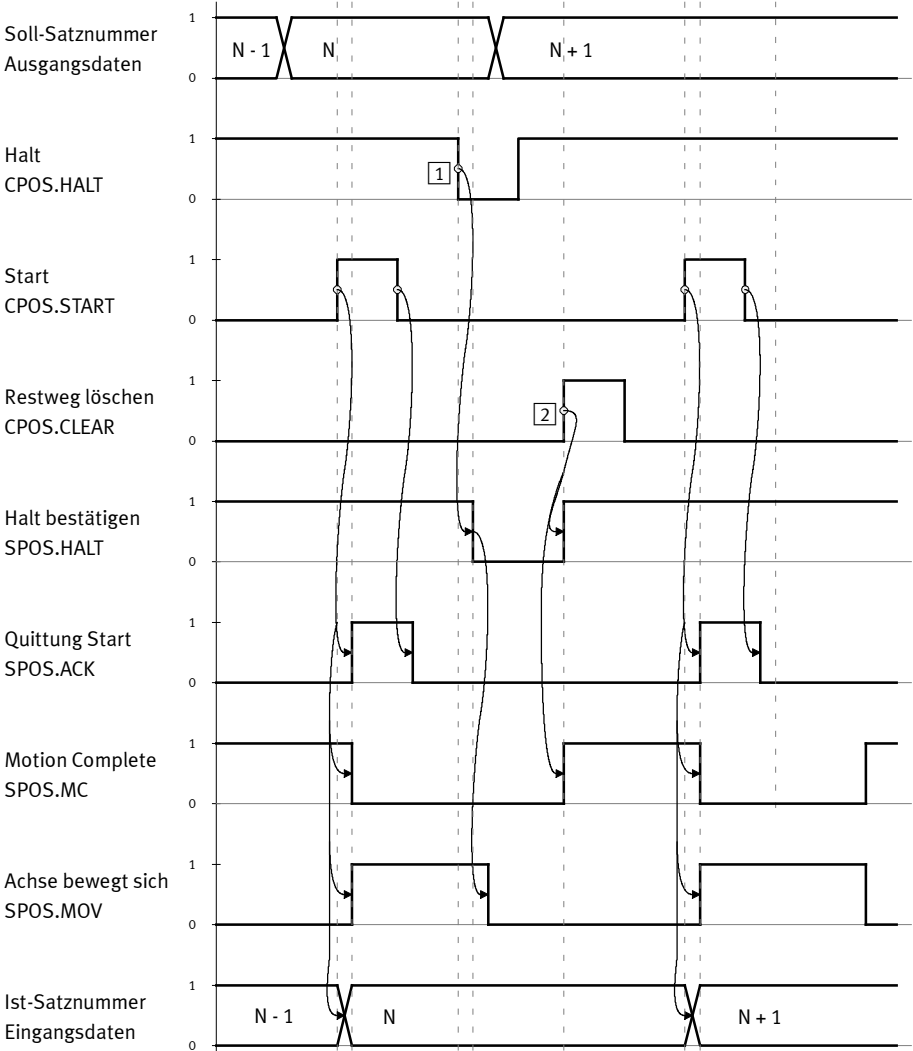 1
Soll-Satznummer
Ausgangsdaten
N - 1
N
N + 1
0
1
Halt
CPOS.HALT
1
0
1
Start
CPOS.START
0
1
Restweg löschen
CPOS.CLEAR
2
0
1
Halt bestätigen
SPOS.HALT
0
1
Quittung Start
SPOS.ACK
0
1
Motion Complete
SPOS.MC
0
1
Achse bewegt sich
SPOS.MOV
0
1
Ist-Satznummer
Eingangsdaten
N - 1
N
N + 1
0